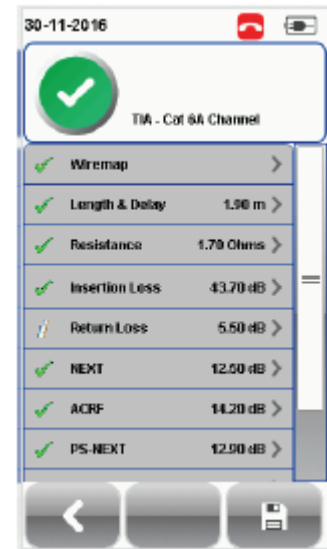 30-11-2016
TIA - Cat 6A Channel
Wiremap
Length & Delay 1.90 m
Resistance 1.70 Ohms
Insertion Loss 43.70 dB
Return Loss 5.50 dB
NEXT 12.50 dB
ACRF 14.20 dB
PS-NEXT 12.90 dB